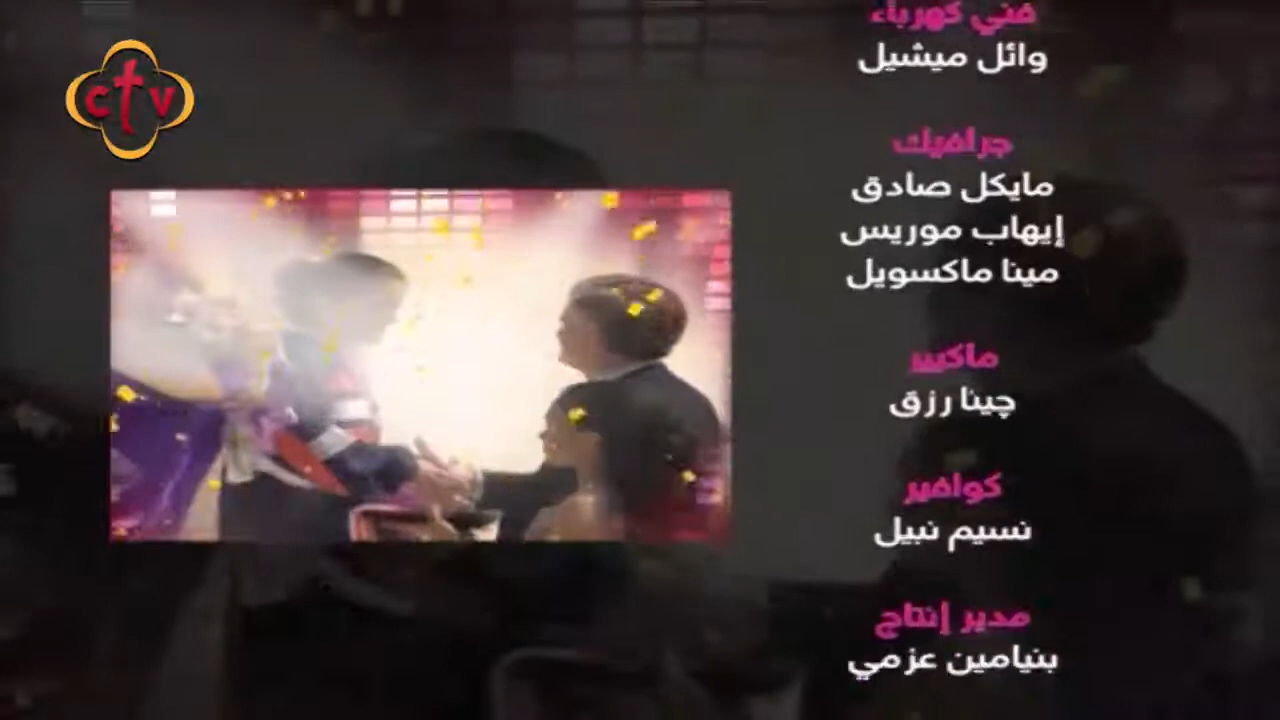 ctv
فني كهرباء
وائل ميشيل
جرافيك
مايكل صادق
إيهاب موريس
مينا ماكسويل
ماكيير
چينا رزق
كوافير
نسيم نبيل
مدير إنتاج
بنيامين عزمي